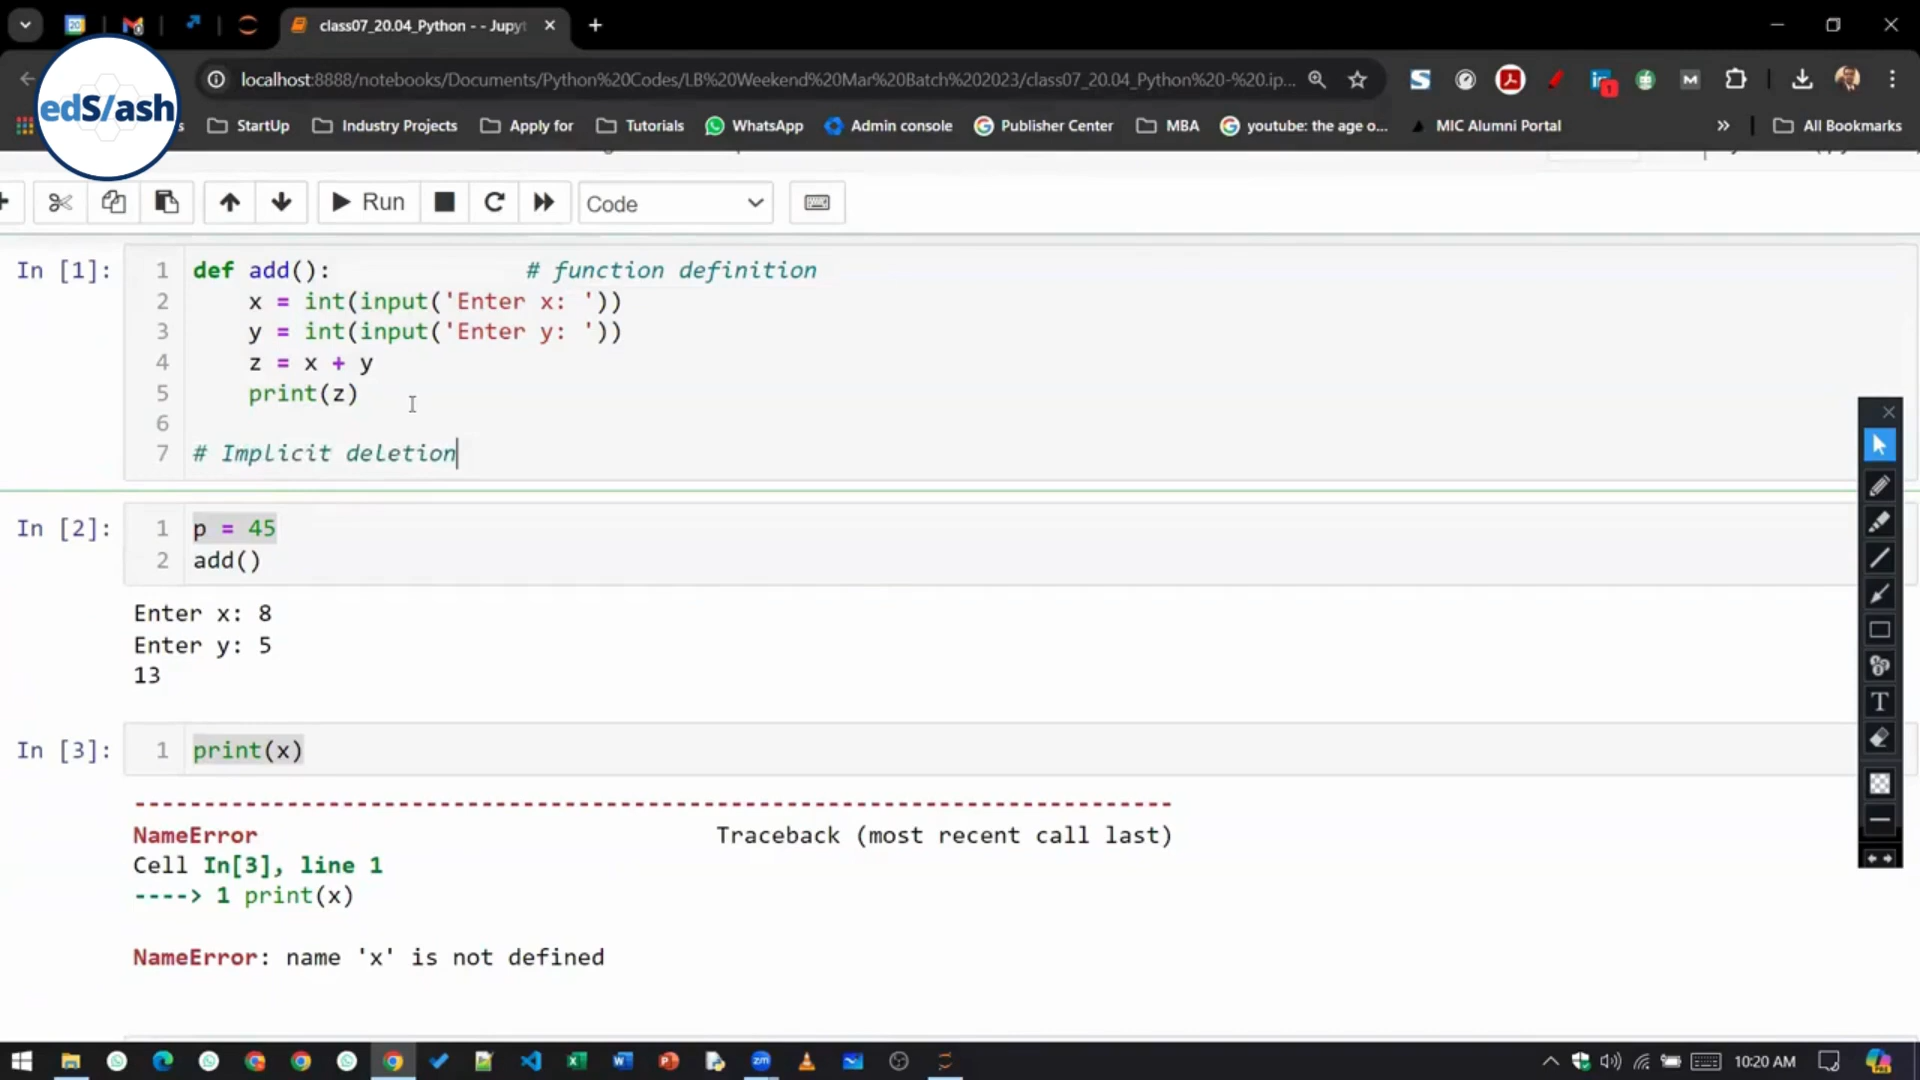 class07_20.04_Python - - Jupyt
localhost:8888/notebooks/Documents/Python%20Codes/LB%20Weekend%20Mar%20Batch%202023/class07_20.04_Python%20-%20.ip...
edS/ash
StartUp Industry Projects Apply for Tutorials WhatsApp Admin console Publisher Center MBA youtube: the age o... MIC Alumni Portal » All Bookmarks
Run Code
In [1]:
1 def add(): # function definition
2 x = int(input('Enter x: '))
3 y = int(input('Enter y: '))
4 z = x + y
5 print(z)
6
7 # Implicit deletion
In [2]:
1 p = 45
2 add()
Enter x: 8
Enter y: 5
13
In [3]:
1 print(x)
---------------------------------------------------------------------------
NameError Traceback (most recent call last)
Cell In[3], line 1
----> 1 print(x)
NameError: name 'x' is not defined
10:20 AM